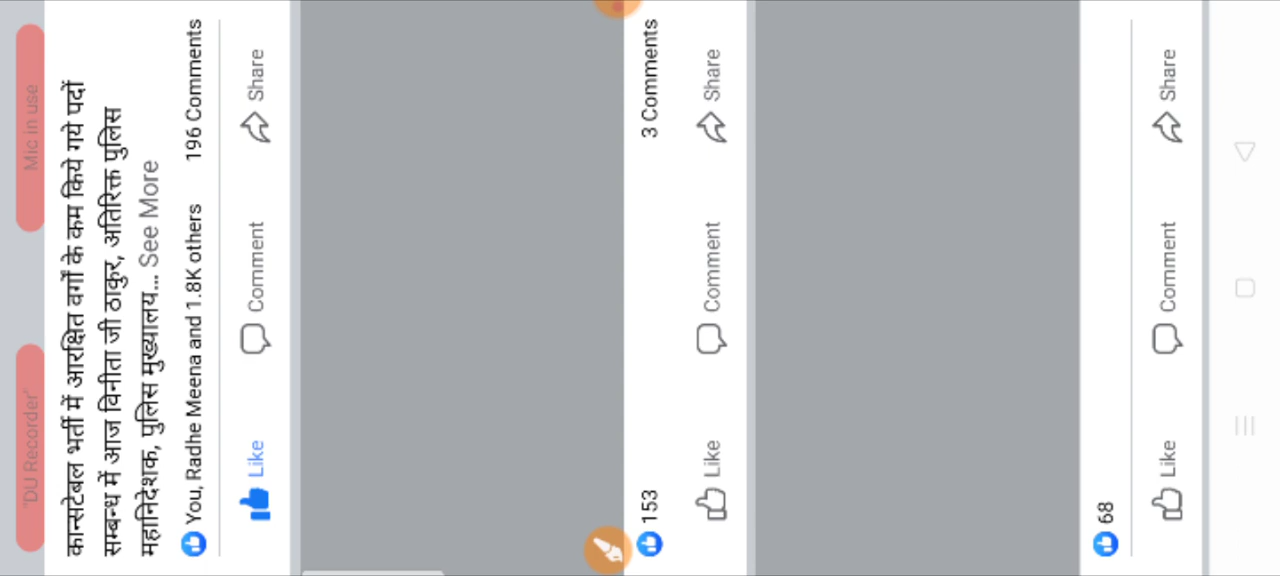 "DU Recorder" Mic in use
कान्सटेबल भर्ती में आरक्षित वर्गों के कम किये गये पदों
सम्बन्ध में आज विनीता जी ठाकुर, अतिरिक्त पुलिस
महानिदेशक, पुलिस मुख्यालय... See More
You, Radhe Meena and 1.8K others 196 Comments
Like Comment Share
153 3 Comments
Like Comment Share
68
Like Comment Share